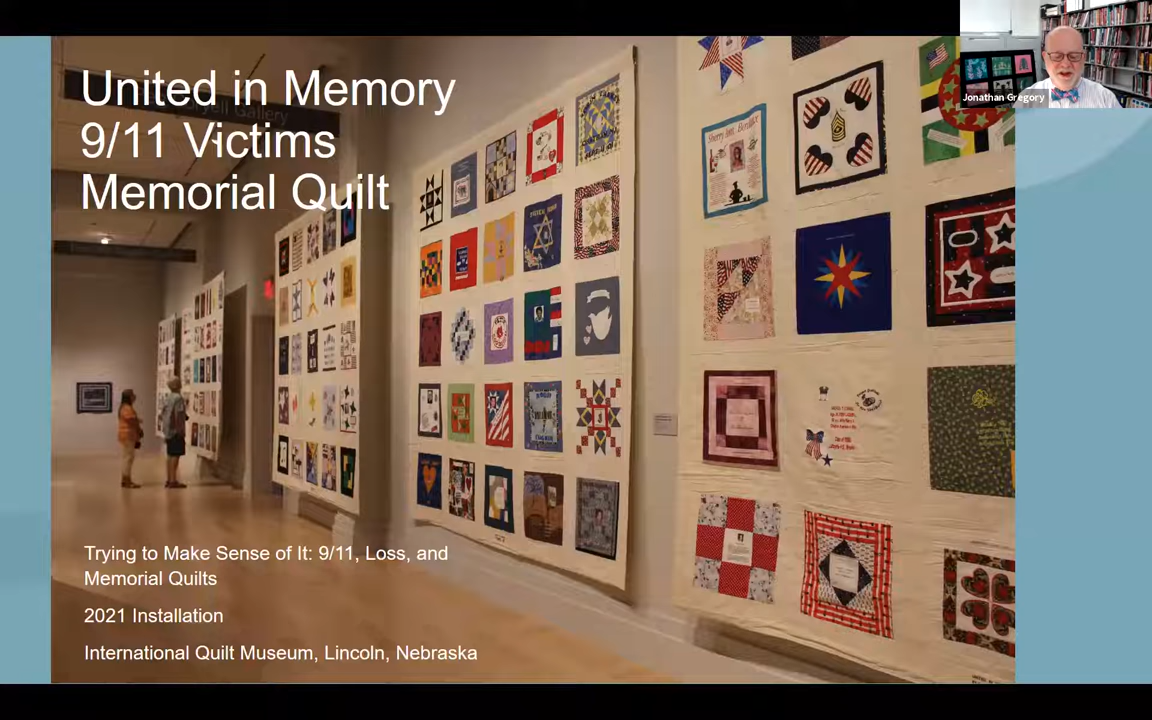 United in Memory
9/11 Victims
Memorial Quilt
Trying to Make Sense of It: 9/11, Loss, and
Memorial Quilts
2021 Installation
International Quilt Museum, Lincoln, Nebraska
Jonathan Gregory